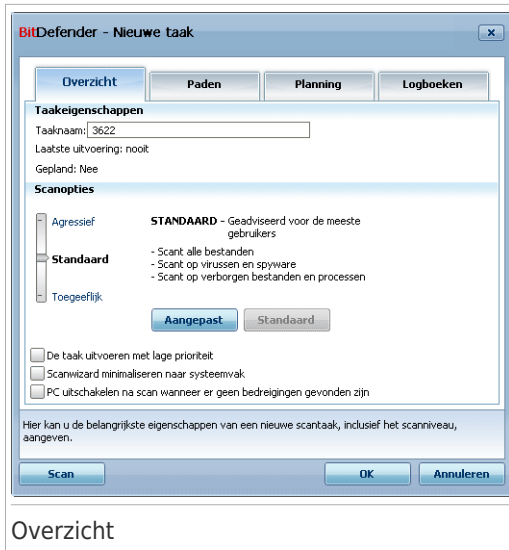 BitDefender - Nieuwe taak
Overzicht
Paden
Planning
Logboeken
Taakeigenschappen
Taaknaam: 3622
Laatste uitvoering: nooit
Gepland: Nee
Scanopties
Agressief
Standaard
Toegeeflijk
STANDAARD - Geadviseerd voor de meeste
gebruikers
- Scant alle bestanden
- Scant op virussen en spyware
- Scant op verborgen bestanden en processen
Aangepast
Standaard
De taak uitvoeren met lage prioriteit
Scanwizard minimaliseren naar systeemvak
PC uitschakelen na scan wanneer er geen bedreigingen gevonden zijn
Hier kan u de belangrijkste eigenschappen van een nieuwe scantaak, inclusief het scanniveau,
aangeven.
Scan
OK
Annuleren
Overzicht